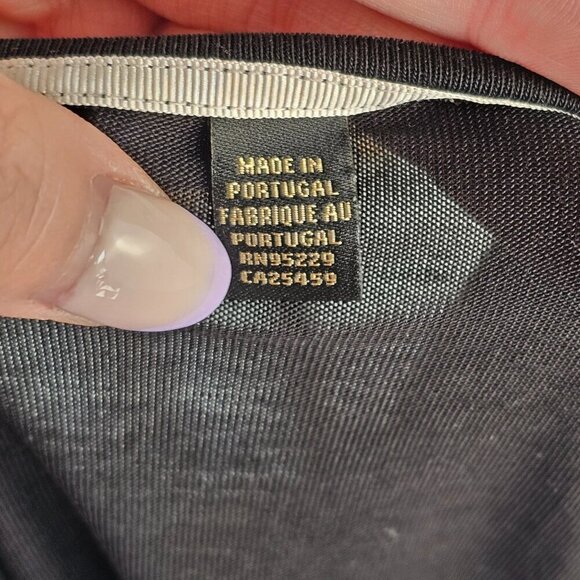 MADE IN
PORTUGAL
FABRIQUE AU
PORTUGAL
RN95229
CA25459